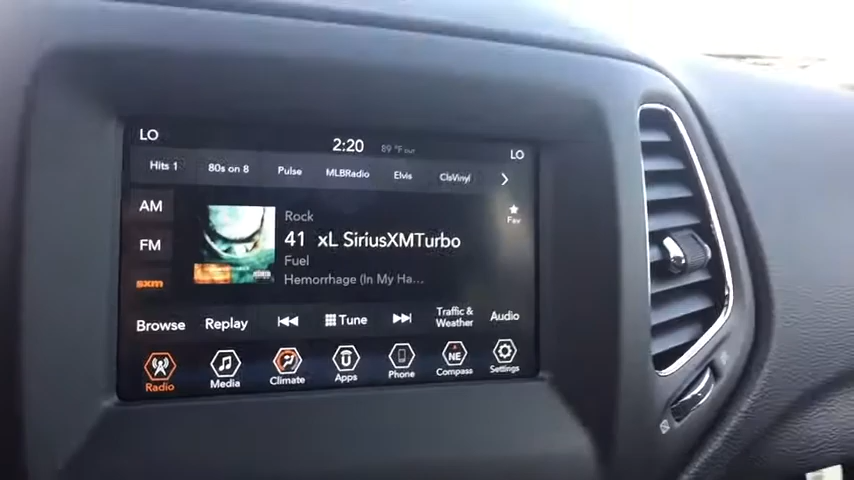 LO 2:20 89 °F out LO
Hits 1 80s on 8 Pulse MLBRadio Elvis ClsVinyl
AM
FM
sxm
Rock
41 xL SiriusXMTurbo
Fuel
Hemorrhage (In My Ha...
Fav
Browse Replay Tune Traffic & Weather Audio
Radio Media Climate Apps Phone NE Compass Settings